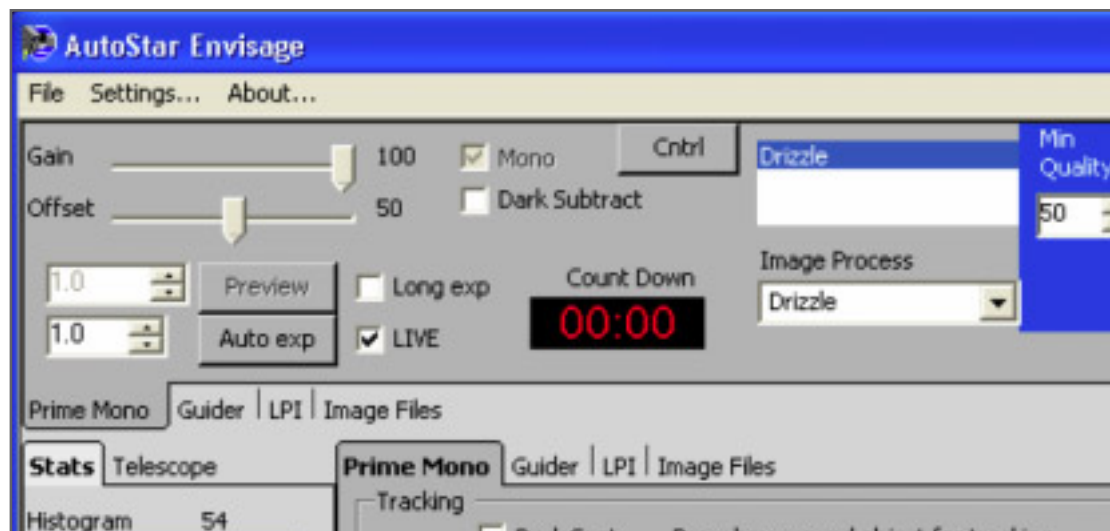 AutoStar Envisage
File Settings... About...
Gain 100 Mono Cntrl
Offset 50 Dark Subtract
Drizzle
Min
Quality
50
1.0 Preview Long exp Count Down
1.0 Auto exp LIVE 00:00
Image Process
Drizzle
Prime Mono Guider LPI Image Files
Stats Telescope
Prime Mono Guider LPI Image Files
Tracking
Histogram 54